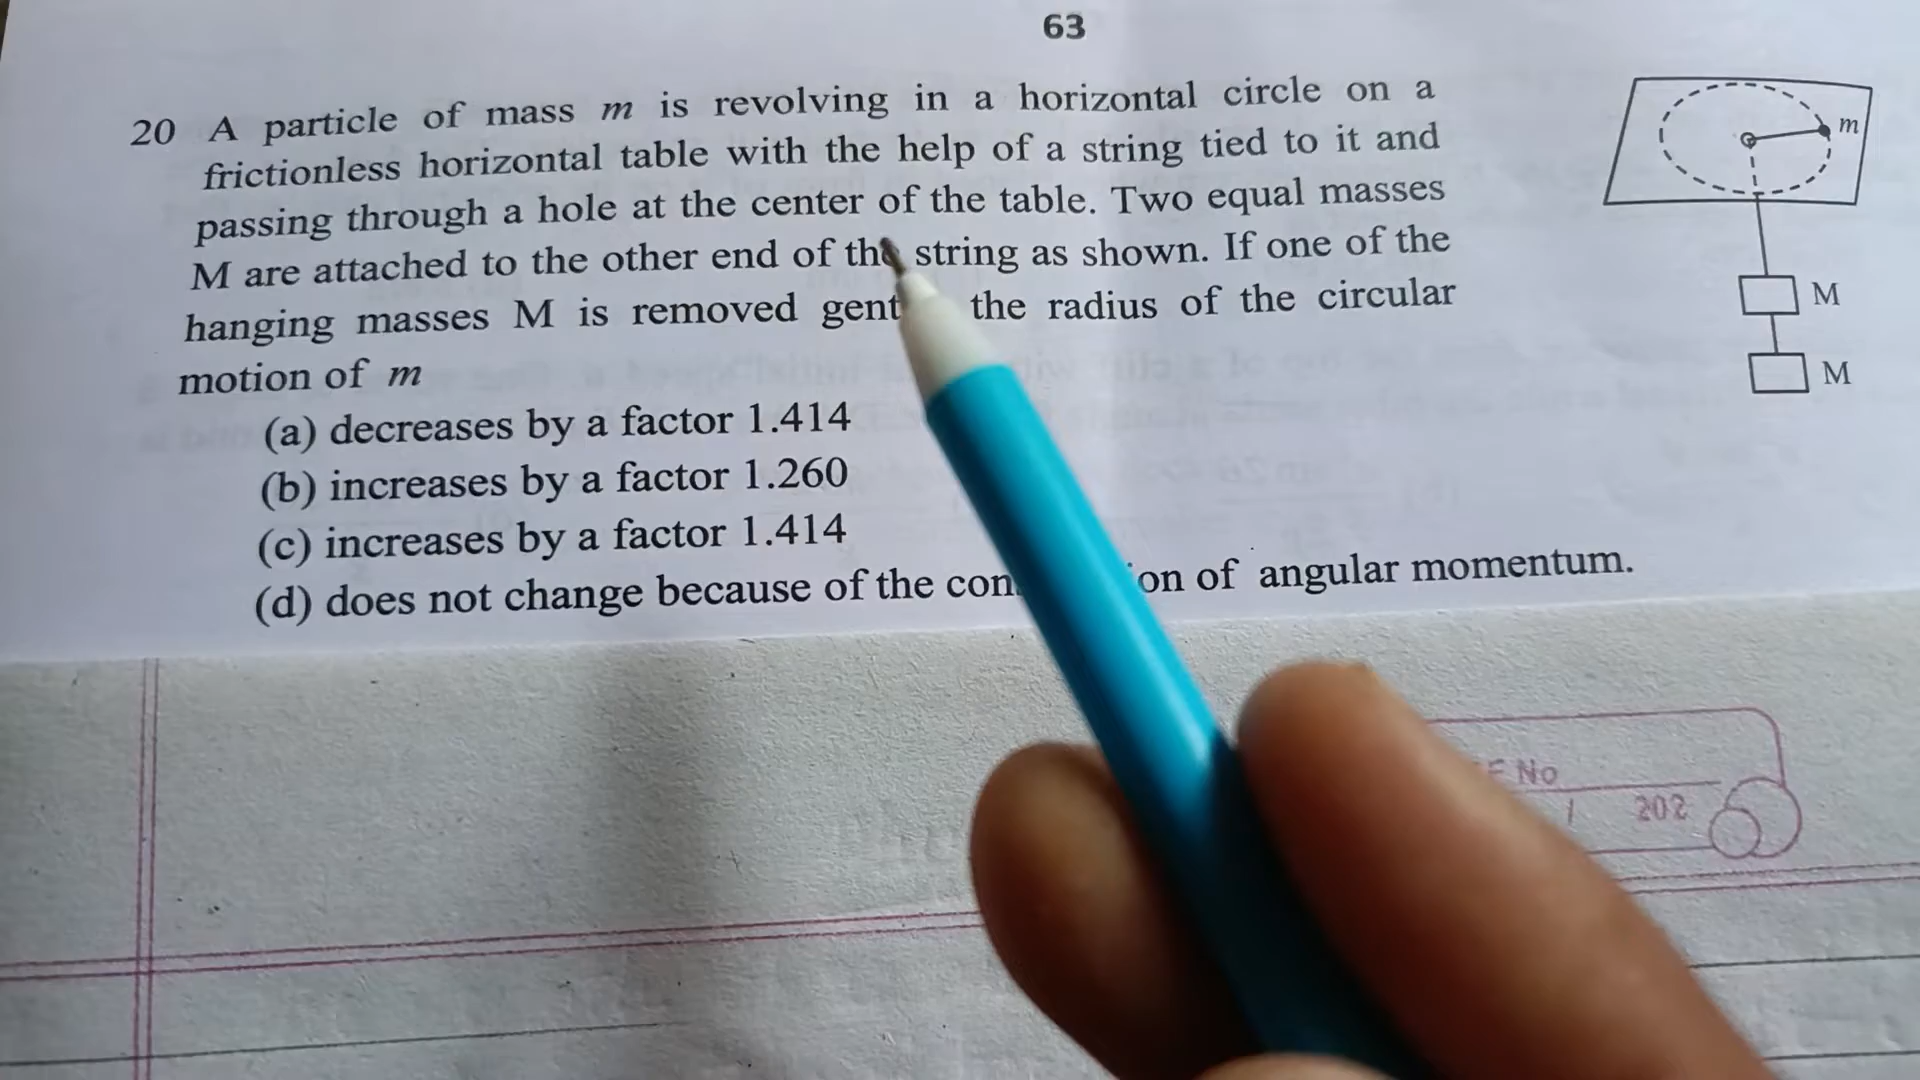 63
20 A particle of mass m is revolving in a horizontal circle on a
frictionless horizontal table with the help of a string tied to it and
passing through a hole at the center of the table. Two equal masses
M are attached to the other end of the string as shown. If one of the
hanging masses M is removed gent the radius of the circular
motion of m
(a) decreases by a factor 1.414
(b) increases by a factor 1.260
(c) increases by a factor 1.414
(d) does not change because of the con on of angular momentum.
m
M
M
No
/ 202